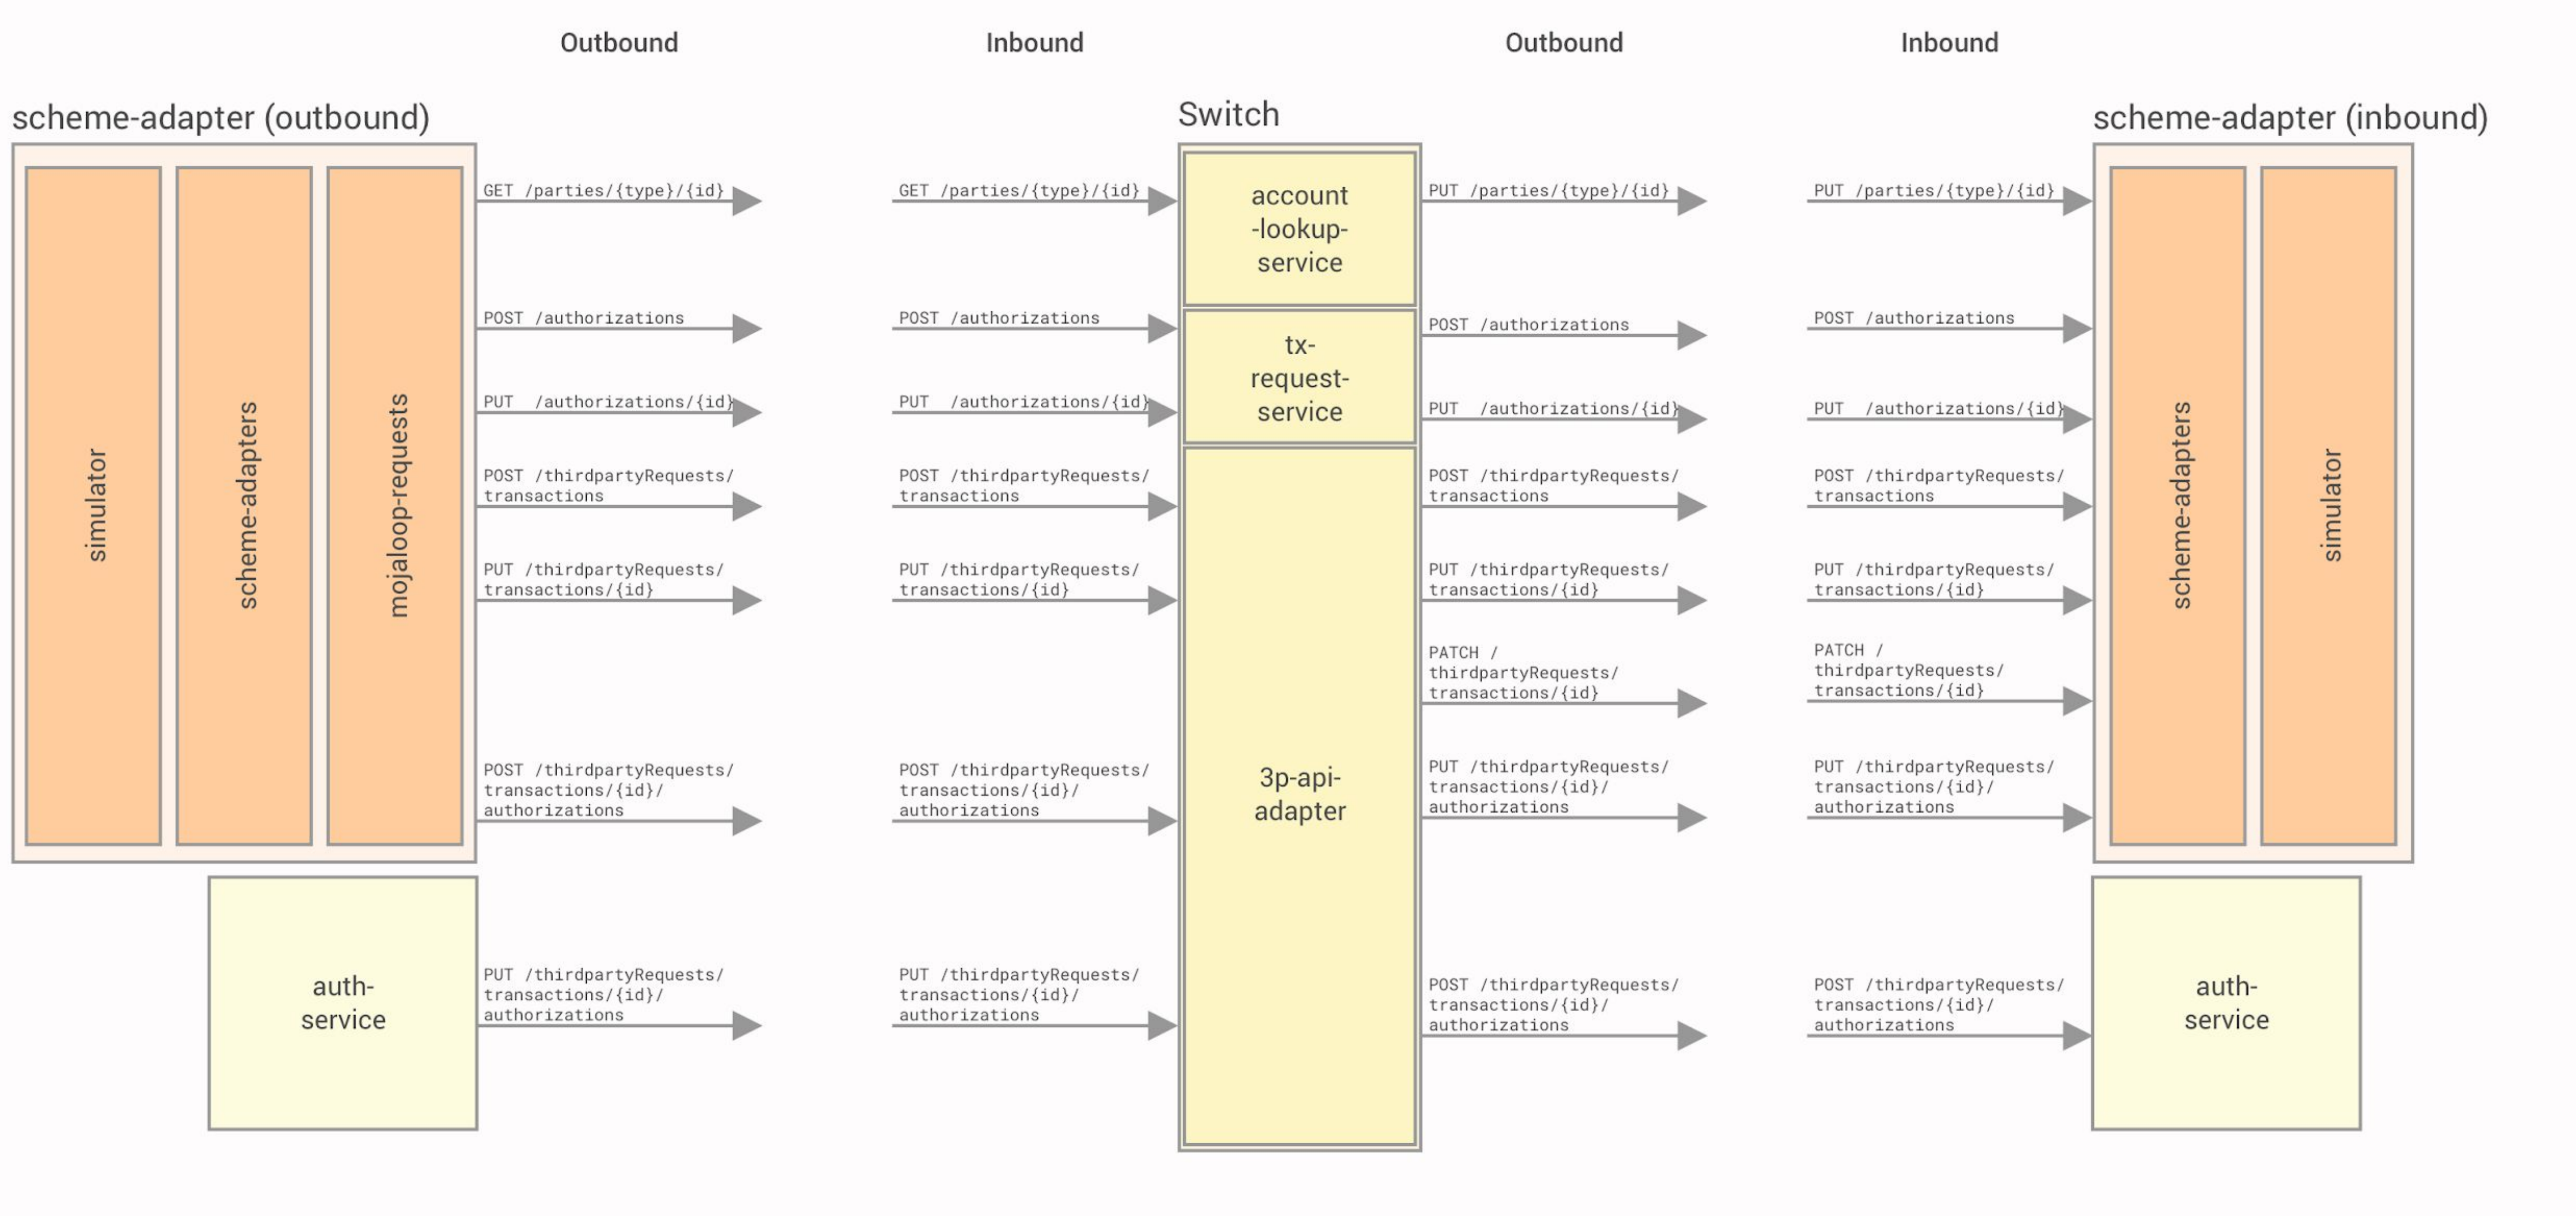 Outbound
Inbound
Outbound
Inbound
scheme-adapter (outbound)
Switch
scheme-adapter (inbound)
simulator
scheme-adapters
mojaloop-requests
GET /parties/{type}/{id}
POST /authorizations
PUT  /authorizations/{id}
POST /thirdpartyRequests/
transactions
PUT /thirdpartyRequests/
transactions/{id}
POST /thirdpartyRequests/
transactions/{id}/
authorizations
auth-
service
PUT /thirdpartyRequests/
transactions/{id}/
authorizations
GET /parties/{type}/{id}
POST /authorizations
PUT  /authorizations/{id}
POST /thirdpartyRequests/
transactions
PUT /thirdpartyRequests/
transactions/{id}
POST /thirdpartyRequests/
transactions/{id}/
authorizations
PUT /thirdpartyRequests/
transactions/{id}/
authorizations
account
-lookup-
service
tx-
request-
service
3p-api-
adapter
PUT /parties/{type}/{id}
POST /authorizations
PUT  /authorizations/{id}
POST /thirdpartyRequests/
transactions
PUT /thirdpartyRequests/
transactions/{id}
PATCH /
thirdpartyRequests/
transactions/{id}
PUT /thirdpartyRequests/
transactions/{id}/
authorizations
POST /thirdpartyRequests/
transactions/{id}/
authorizations
PUT /parties/{type}/{id}
POST /authorizations
PUT  /authorizations/{id}
POST /thirdpartyRequests/
transactions
PUT /thirdpartyRequests/
transactions/{id}
PATCH /
thirdpartyRequests/
transactions/{id}
PUT /thirdpartyRequests/
transactions/{id}/
authorizations
POST /thirdpartyRequests/
transactions/{id}/
authorizations
scheme-adapters
simulator
auth-
service